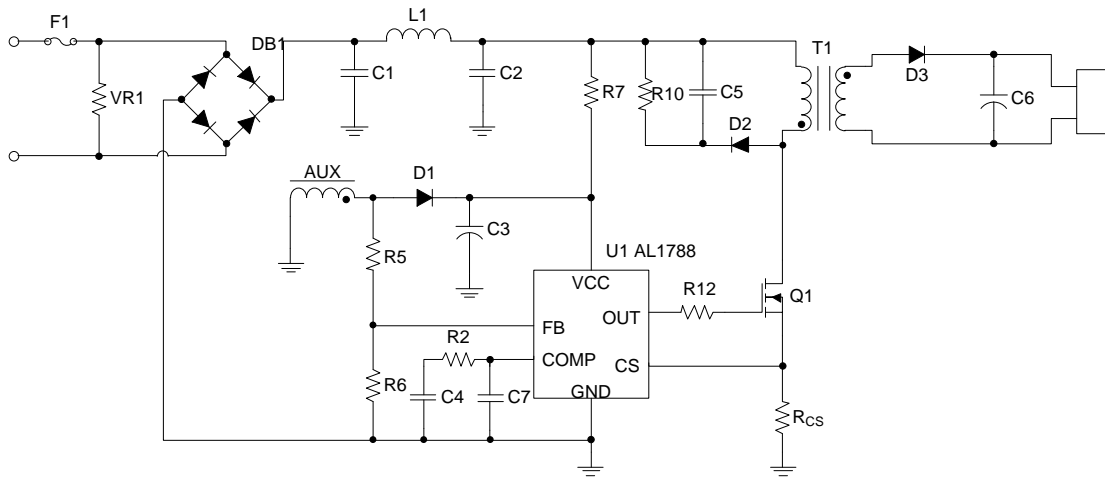 F1
L1
DB1
T1
VR1
C1
C2
R7
R10
C5
D2
D3
C6
AUX
D1
C3
R5
U1 AL1788
VCC
R12
Q1
OUT
FB
R2
COMP
CS
R6
C4
C7
GND
RCS